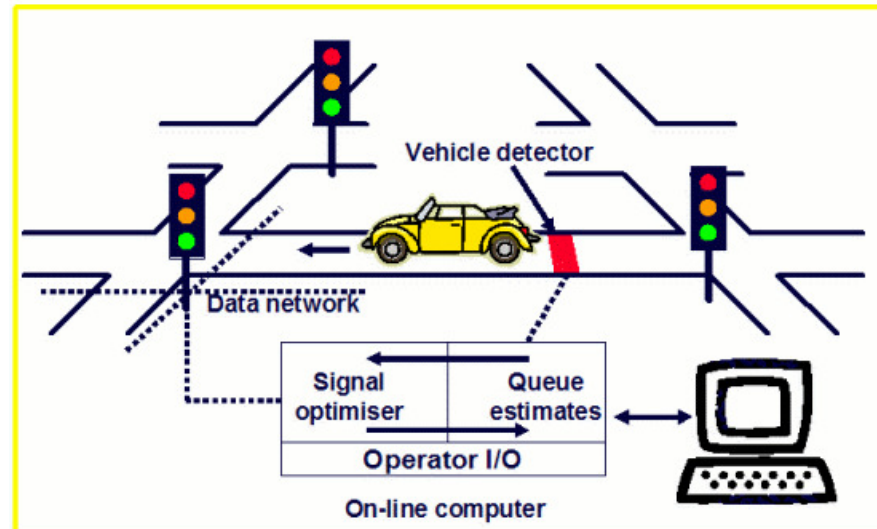 Vehicle detector
Data network
Signal
optimiser
Queue
estimates
Operator I/O
On-line computer